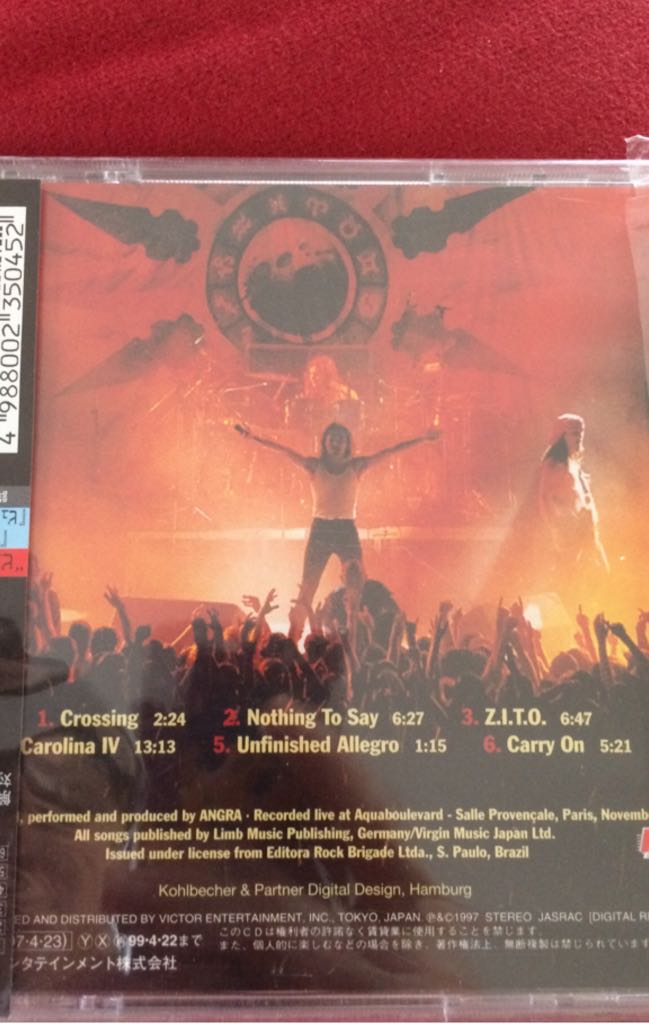 4 988002 350452
1. Crossing 2:24 2. Nothing To Say 6:27 3. Z.I.T.O. 6:47
Carolina IV 13:13 5. Unfinished Allegro 1:15 6. Carry On 5:21
, performed and produced by ANGRA · Recorded live at Aquaboulevard - Salle Provençale, Paris, Novemb
All songs published by Limb Music Publishing, Germany/Virgin Music Japan Ltd.
Issued under license from Editora Rock Brigade Ltda., S. Paulo, Brazil
Kohlbecher & Partner Digital Design, Hamburg
ED AND DISTRIBUTED BY VICTOR ENTERTAINMENT, INC., TOKYO, JAPAN ℗&©1997 STEREO JASRAC [DIGITAL R
7·4·23) Y X 99·4·22まで このCDは権利者の許諾なく賃貸業に使用することを禁じます。
ンタテインメント株式会社 また、個人的に楽しむなどの場合を除き、著作権法上、無断複製は禁じられています